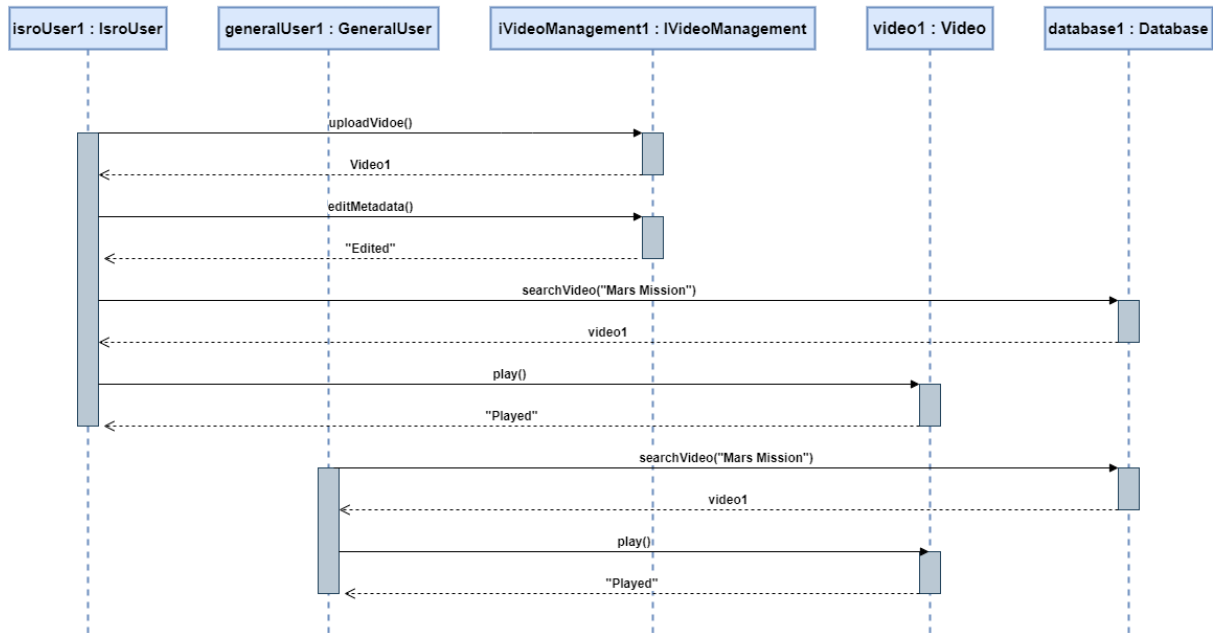 isroUser1 : IsroUser
generalUser1 : GeneralUser
iVideoManagement1 : IVideoManagement
video1 : Video
database1 : Database
uploadVidoe()
Video1
editMetadata()
"Edited"
searchVideo("Mars Mission")
video1
play()
"Played"
searchVideo("Mars Mission")
video1
play()
"Played"